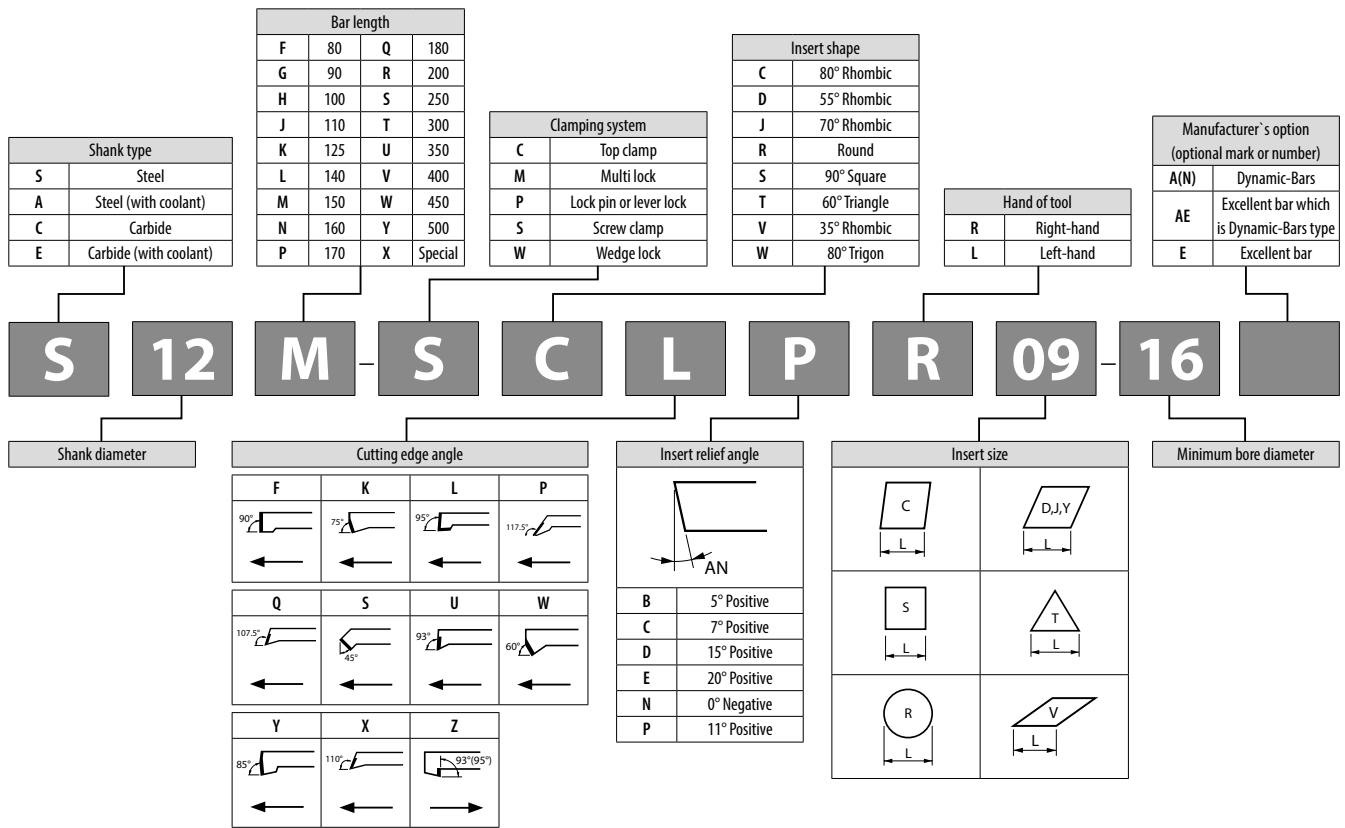 Bar length
F 80 Q 180
G 90 R 200
H 100 S 250
J 110 T 300
K 125 U 350
L 140 V 400
M 150 W 450
N 160 Y 500
P 170 X Special
Shank type
S Steel
A Steel (with coolant)
C Carbide
E Carbide (with coolant)
Clamping system
C Top clamp
M Multi lock
P Lock pin or lever lock
S Screw clamp
W Wedge lock
Insert shape
C 80° Rhombic
D 55° Rhombic
J 70° Rhombic
R Round
S 90° Square
T 60° Triangle
V 35° Rhombic
W 80° Trigon
Hand of tool
R Right-hand
L Left-hand
Manufacturer`s option
(optional mark or number)
A(N) Dynamic-Bars
AE Excellent bar which
is Dynamic-Bars type
E Excellent bar
S 12 M – S C L P R 09 – 16
Shank diameter
Cutting edge angle
F K L P
90° 75° 95° 117.5°
Q S U W
107.5° 45° 93° 60°
Y X Z
85° 110° 93°(95°)
Insert relief angle
AN
B 5° Positive
C 7° Positive
D 15° Positive
E 20° Positive
N 0° Negative
P 11° Positive
Insert size
C D,J,Y
L L
S T
L L
R V
L L
Minimum bore diameter